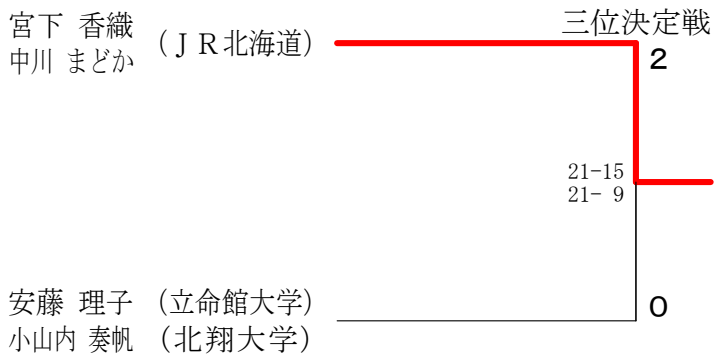 三位決定戦
宮下 香織
中川 まどか
(ＪＲ北海道)
2
21-15
21- 9
安藤 理子 (立命館大学)
小山内 奏帆 (北翔大学)
0